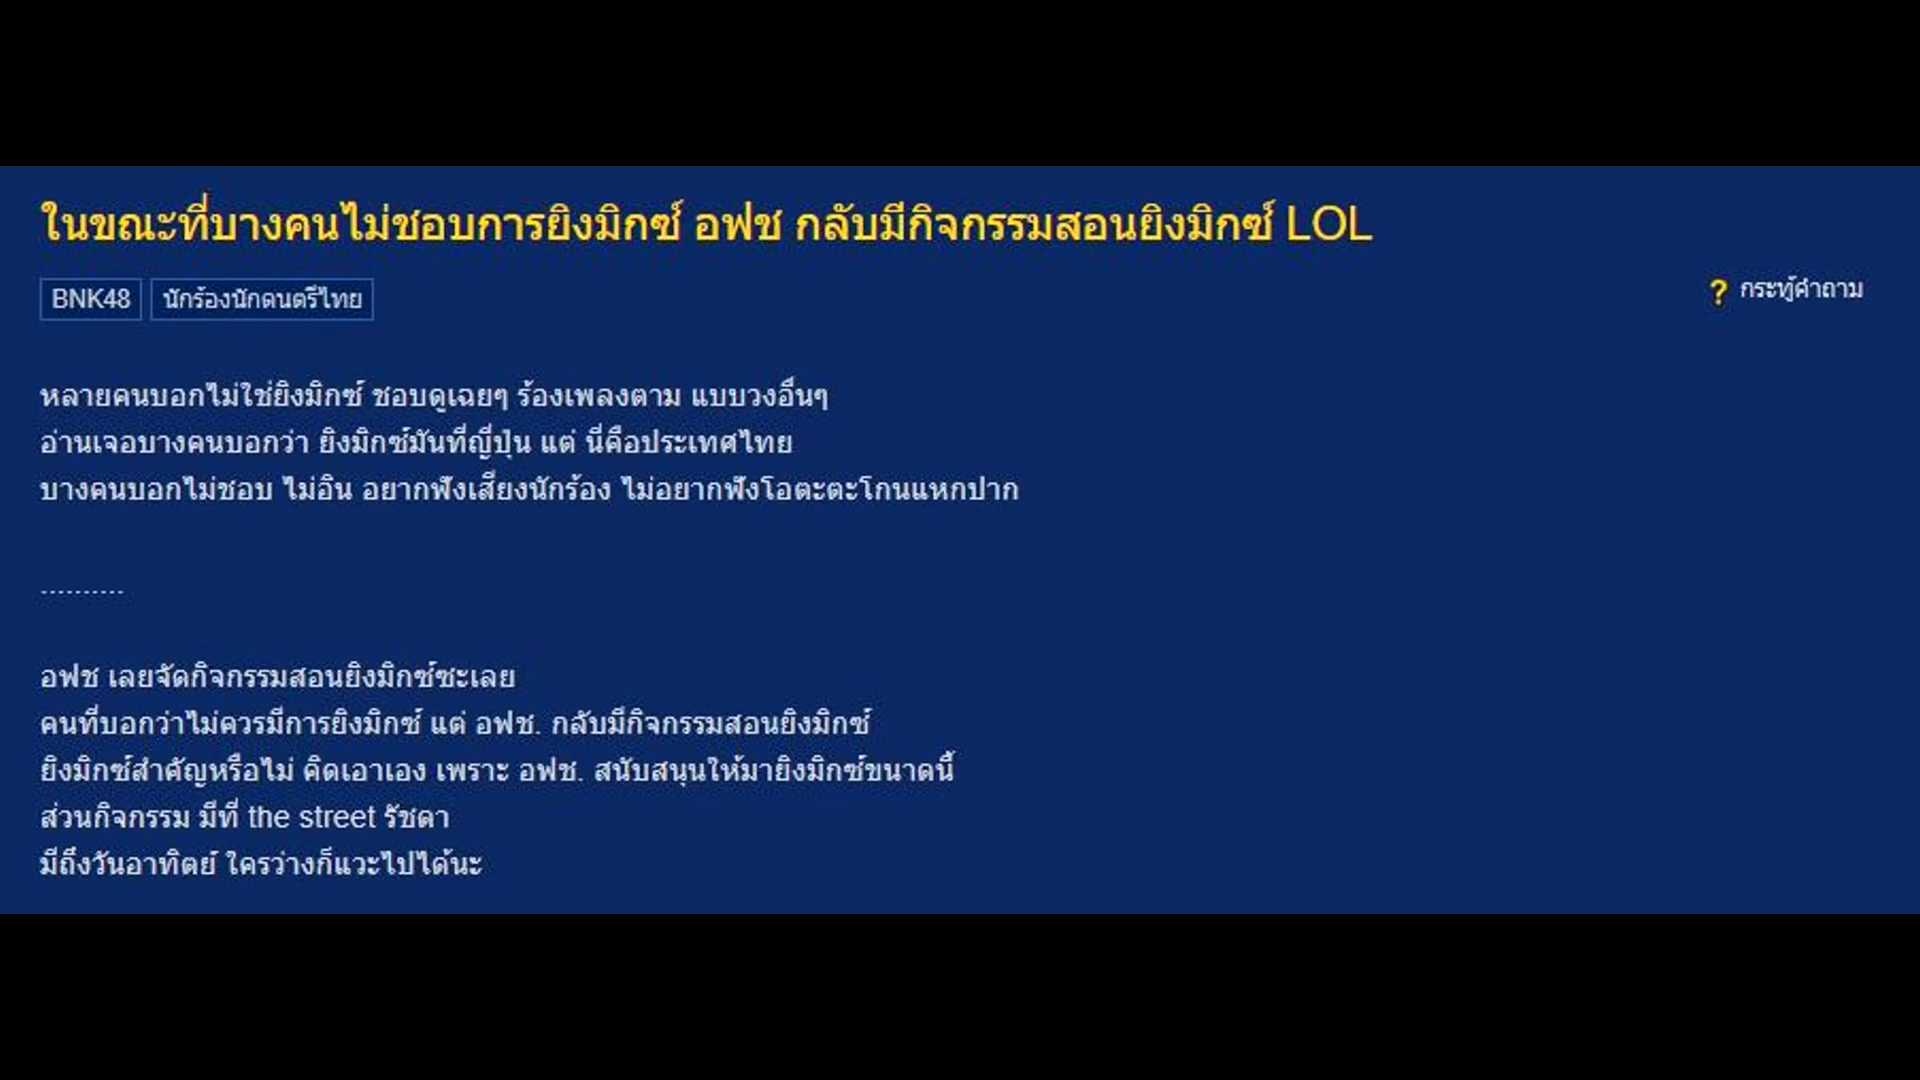 ในขณะที่บางคนไม่ชอบการยิงมิกซ์ อฟช กลับมีกิจกรรมสอนยิงมิกซ์ LOL
BNK48 นักร้องนักดนตรีไทย
? กระทู้คำถาม
หลายคนบอกไม่ใช่ยิงมิกซ์ ชอบดูเฉยๆ ร้องเพลงตาม แบบวงอื่นๆ
อ่านเจอบางคนบอกว่า ยิงมิกซ์มันที่ญี่ปุ่น แต่ นี่คือประเทศไทย
บางคนบอกไม่ชอบ ไม่อิน อยากฟังเสียงนักร้อง ไม่อยากฟังโอตะตะโกนแหกปาก
----------
อฟช เลยจัดกิจกรรมสอนยิงมิกซ์ซะเลย
คนที่บอกว่าไม่ควรมีการยิงมิกซ์ แต่ อฟช. กลับมีกิจกรรมสอนยิงมิกซ์
ยิงมิกซ์สำคัญหรือไม่ คิดเอาเอง เพราะ อฟช. สนับสนุนให้มายิงมิกซ์ขนาดนี้
ส่วนกิจกรรม มีที่ the street รัชดา
มีถึงวันอาทิตย์ ใครว่างก็แวะไปได้นะ